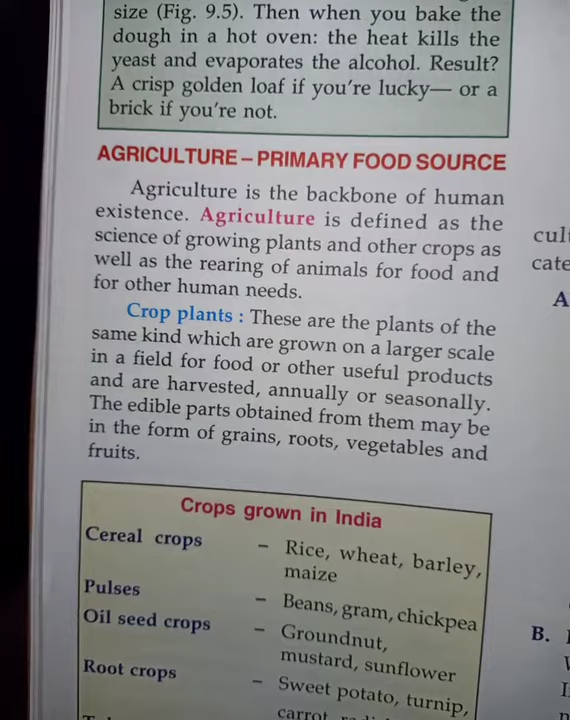 size (Fig. 9.5). Then when you bake the
dough in a hot oven: the heat kills the
yeast and evaporates the alcohol. Result?
A crisp golden loaf if you're lucky— or a
brick if you're not.
AGRICULTURE – PRIMARY FOOD SOURCE
Agriculture is the backbone of human
existence. Agriculture is defined as the
science of growing plants and other crops as
well as the rearing of animals for food and
for other human needs.
Crop plants : These are the plants of the
same kind which are grown on a larger scale
in a field for food or other useful products
and are harvested, annually or seasonally.
The edible parts obtained from them may be
in the form of grains, roots, vegetables and
fruits.
Crops grown in India
Cereal crops – Rice, wheat, barley,
maize
Pulses – Beans, gram, chickpea
Oil seed crops – Groundnut,
mustard, sunflower
Root crops – Sweet potato, turnip,
carrot,
cate
A
B.